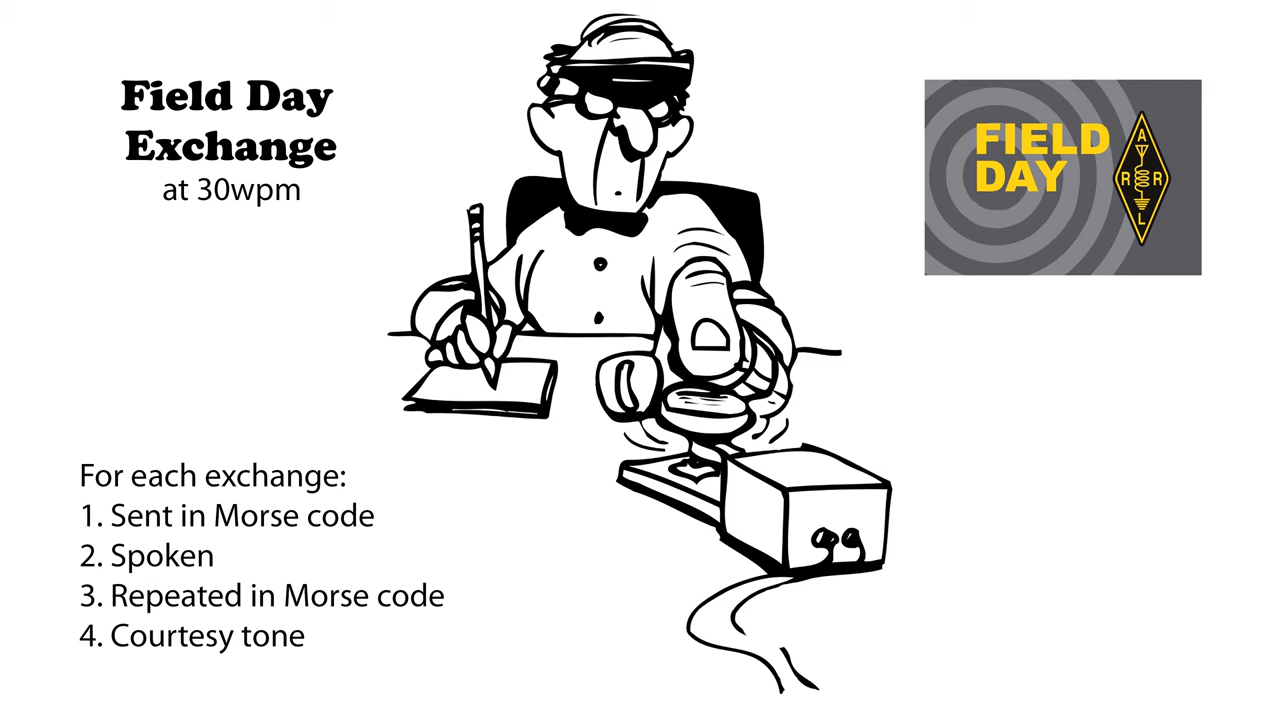 Field Day
Exchange
at 30wpm
FIELD
DAY
A
R R
L
For each exchange:
1. Sent in Morse code
2. Spoken
3. Repeated in Morse code
4. Courtesy tone